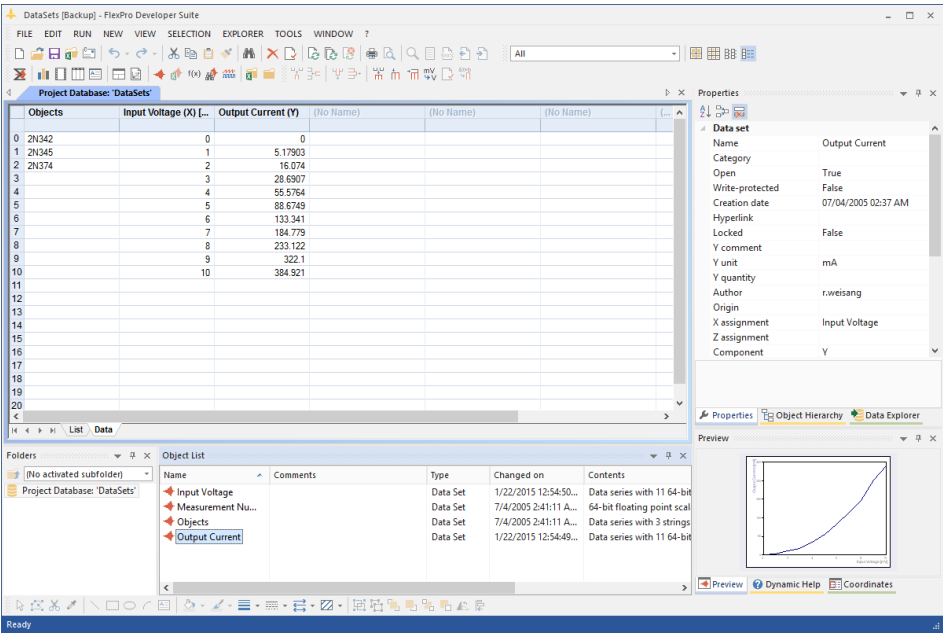 DataSets [Backup] - FlexPro Developer Suite
FILE EDIT RUN NEW VIEW SELECTION EXPLORER TOOLS WINDOW ?
All
f(x)
Project Database: 'DataSets'
Objects Input Voltage (X) [... Output Current (Y) (No Name) (No Name) (No Name) (...
0 2N342 0 0
1 2N345 1 5.17903
2 2N374 2 16.074
3 3 28.6907
4 4 55.5764
5 5 88.6749
6 6 133.341
7 7 184.779
8 8 233.122
9 9 322.1
10 10 384.921
11
12
13
14
15
16
17
18
19
20
List Data
Properties
Data set
Name Output Current
Category
Open True
Write-protected False
Creation date 07/04/2005 02:37 AM
Hyperlink
Locked False
Y comment
Y unit mA
Y quantity
Author r.weisang
Origin
X assignment Input Voltage
Z assignment
Component Y
Properties Object Hierarchy Data Explorer
Folders
(No activated subfolder)
Project Database: 'DataSets'
Object List
Name Comments Type Changed on Contents
Input Voltage Data Set 1/22/2005 12:54:50... Data series with 11 64-bit
Measurement Nu... Data Set 7/4/2005 2:41:11 A... 64-bit floating point scal
Objects Data Set 7/4/2005 2:41:11 A... Data series with 3 strings
Output Current Data Set 1/22/2005 12:54:49... Data series with 11 64-bit
Preview
Preview Dynamic Help Coordinates
Ready